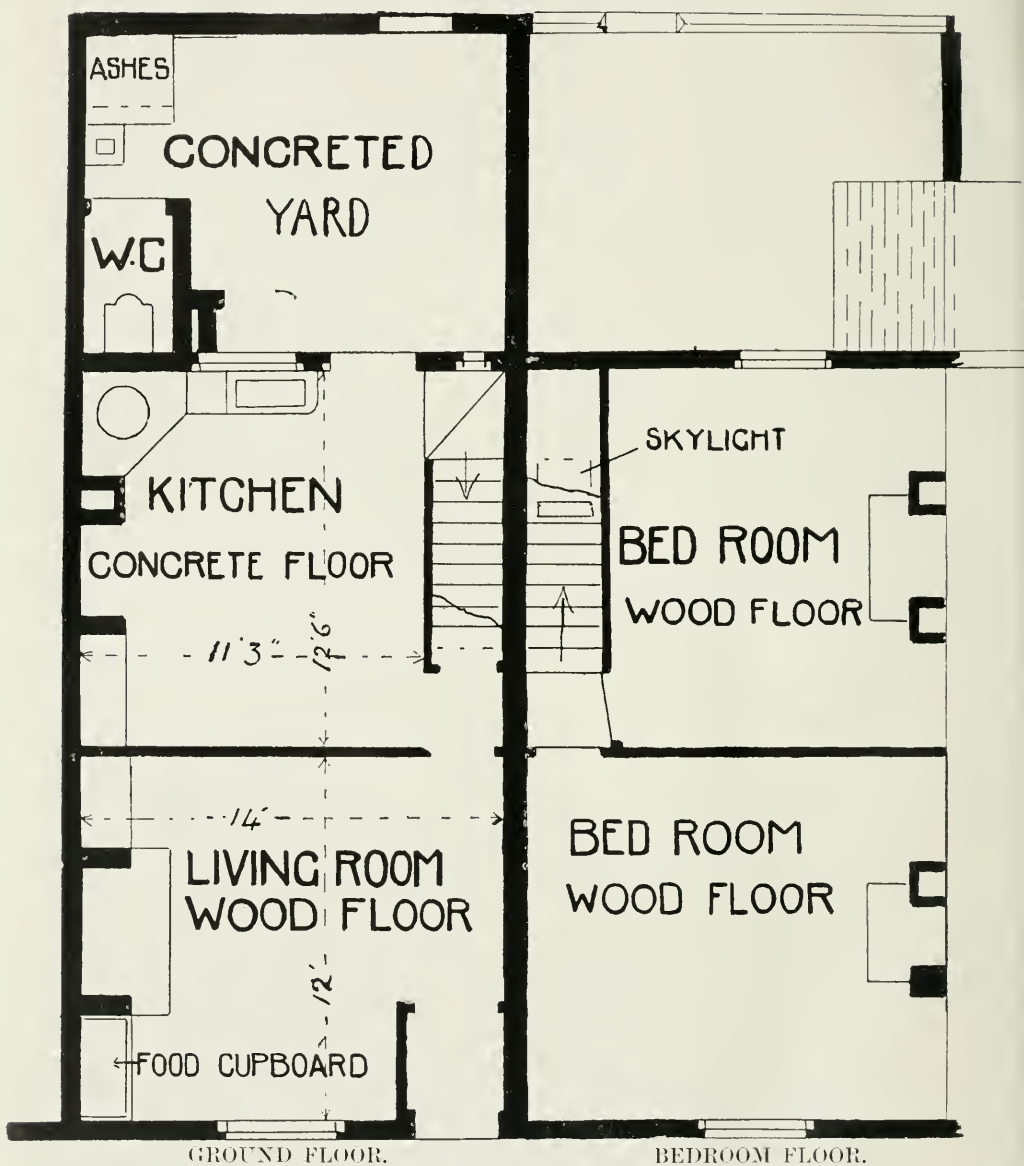 ASHES
CONCRETED
YARD
W.C
SKYLIGHT
KITCHEN
CONCRETE FLOOR
11'3"
12'6"
BED ROOM
WOOD FLOOR
14'
LIVING ROOM
WOOD FLOOR
12'
FOOD CUPBOARD
BED ROOM
WOOD FLOOR
GROUND FLOOR.
BEDROOM FLOOR.